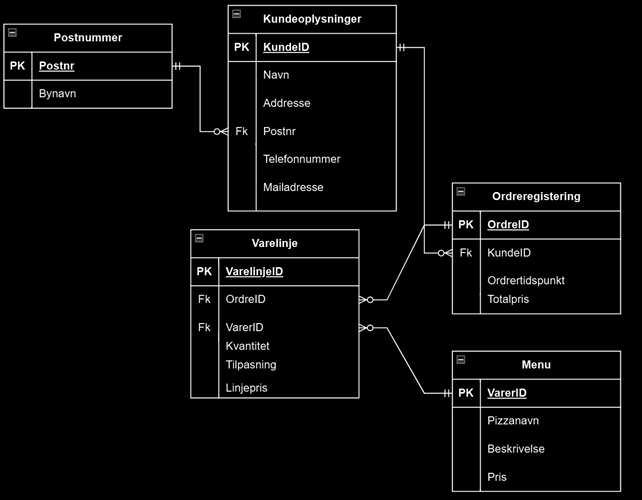 Postnummer
PK Postnr
Bynavn
Kundeoplysninger
PK KundeID
Navn
Addresse
Fk Postnr
Telefonnummer
Mailadresse
Ordreregistering
PK OrdreID
Fk KundeID
Ordrertidspunkt
Totalpris
Varelinje
PK VarelinjeID
Fk OrdreID
Fk VarerID
Kvantitet
Tilpasning
Linjepris
Menu
PK VarerID
Pizzanavn
Beskrivelse
Pris